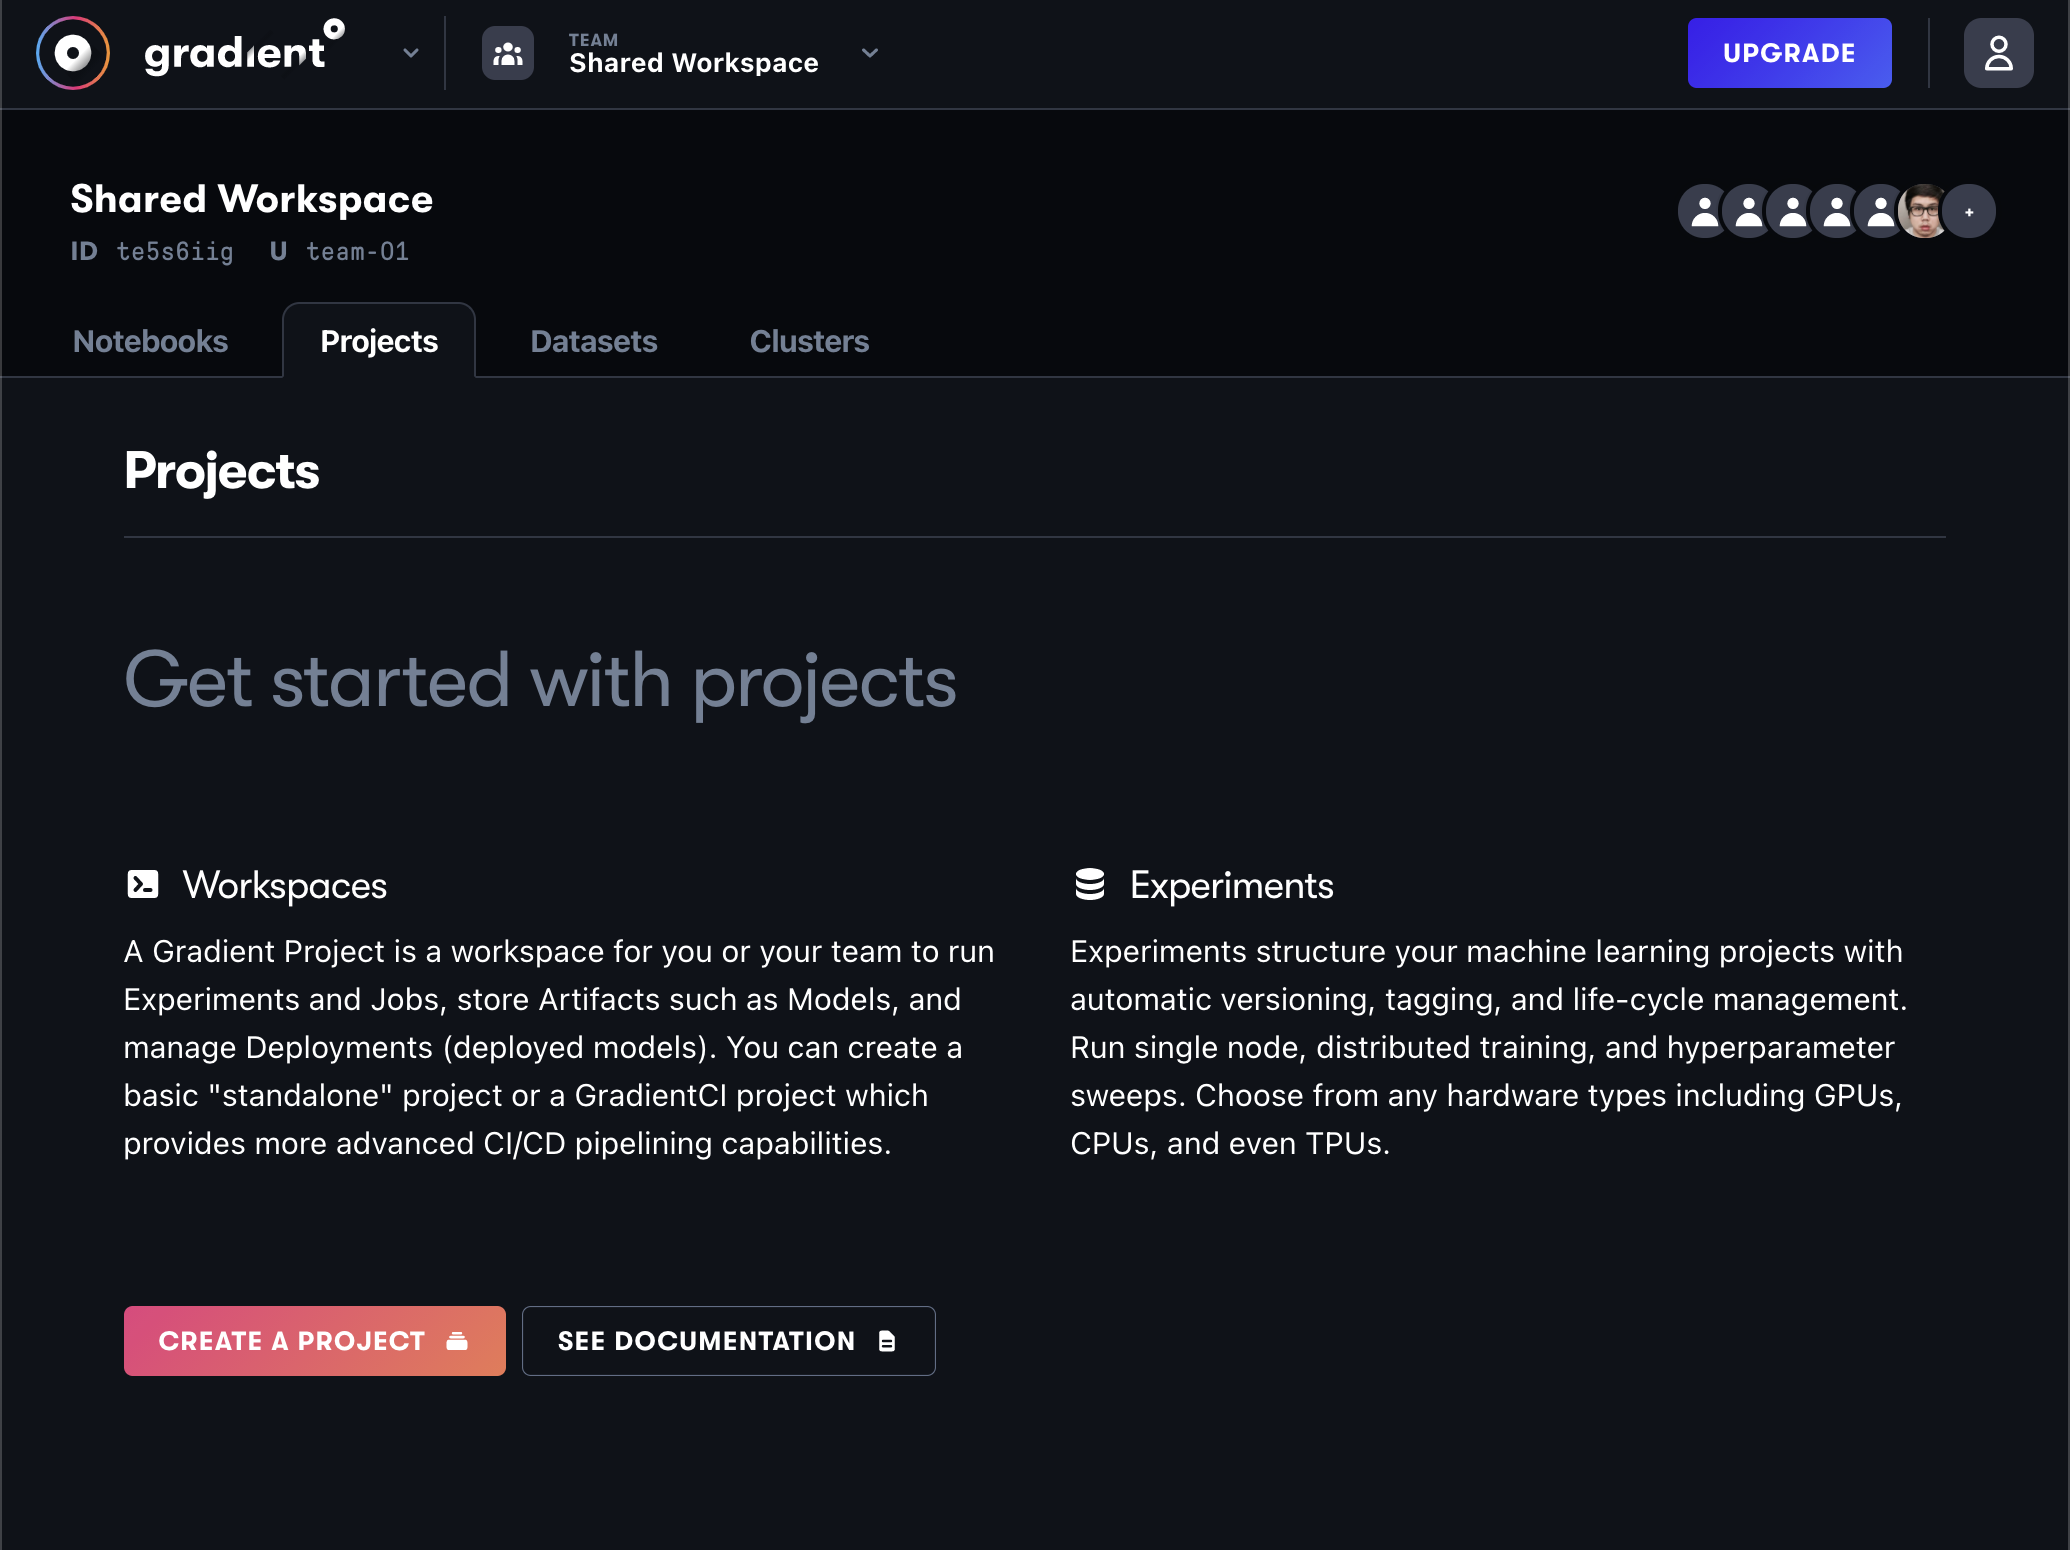 gradient
TEAM
Shared Workspace
UPGRADE
Shared Workspace
ID te5s6iig U team-01
+
Notebooks Projects Datasets Clusters
Projects
Get started with projects
Workspaces
A Gradient Project is a workspace for you or your team to run
Experiments and Jobs, store Artifacts such as Models, and
manage Deployments (deployed models). You can create a
basic "standalone" project or a GradientCI project which
provides more advanced CI/CD pipelining capabilities.
Experiments
Experiments structure your machine learning projects with
automatic versioning, tagging, and life-cycle management.
Run single node, distributed training, and hyperparameter
sweeps. Choose from any hardware types including GPUs,
CPUs, and even TPUs.
CREATE A PROJECT
SEE DOCUMENTATION